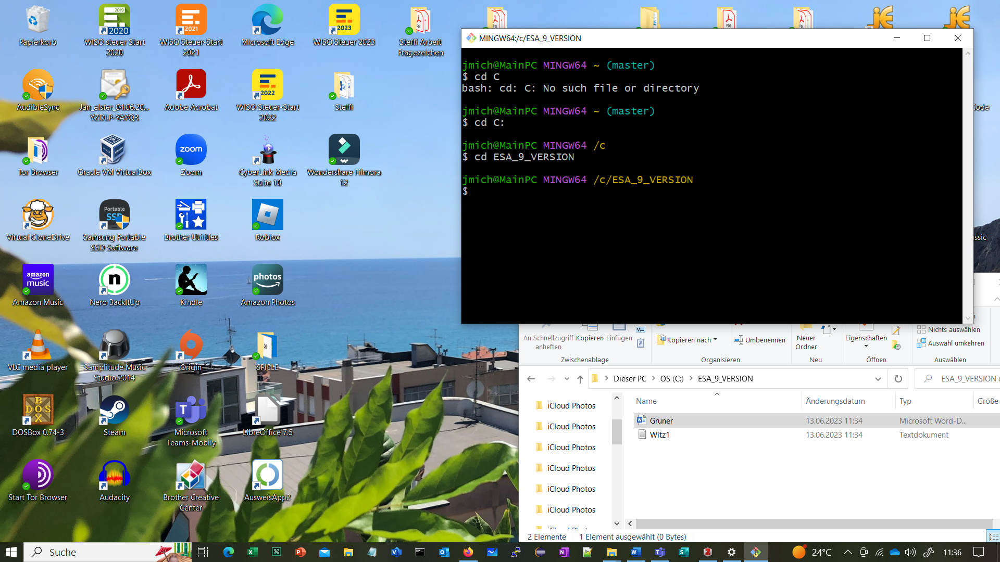 Papierkorb
WISO steuer Start 2020
WISO Steuer-Start 2021
Microsoft Edge
WISO Steuer 2023
Steffi Arbeit Fragezeichen
AudibleSync
Jan_elster_04.06.20... YZDLP-YAYQR
Adobe Acrobat
WISO Steuer-Start 2022
Steffi
Tor Browser
Oracle VM VirtualBox
Zoom
CyberLink Media Suite 10
Wondershare Filmora 12
Virtual CloneDrive
Samsung Portable SSD Software
Brother Utilities
Roblox
Amazon Music
Nero BackItUp
Kindle
Amazon Photos
VLC media player
Samplitude Music Studio 2014
Origin
SPIELE
DOSBox 0.74-3
Steam
Microsoft Teams-Mobily
LibreOffice 7.5
Start Tor Browser
Audacity
Brother Creative Center
AusweisApp2
2019
2020
2021
2023
2022
zoom
Portable
SSD
amazon music
n
photos
BOSOX
PDF
PDF
PDF
PDF
Code
ssic
MINGW64:/c/ESA_9_VERSION
jmich@MainPC MINGW64 ~ (master)
$ cd C
bash: cd: C: No such file or directory
jmich@MainPC MINGW64 ~ (master)
$ cd C:
jmich@MainPC MINGW64 /c
$ cd ESA_9_VERSION
jmich@MainPC MINGW64 /c/ESA_9_VERSION
$
An Schnellzugriff anheften
Kopieren
Einfügen
Kopieren nach
Umbenennen
Neuer Ordner
Eigenschaften
Nichts auswählen
Auswahl umkehren
Zwischenablage
Organisieren
Neu
Öffnen
Auswählen
Dieser PC > OS (C:) > ESA_9_VERSION
ESA_9_VERSION
Name
Änderungsdatum
Typ
Größe
iCloud Photos
iCloud Photos
iCloud Photos
iCloud Photos
iCloud Photos
iCloud Photos
Gruner 13.06.2023 11:34 Microsoft Word-D...
Witz1 13.06.2023 11:34 Textdokument
2 Elemente
1 Element ausgewählt (0 Bytes)
Suche
24°C
11:36